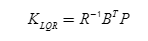 K_{LQR} = R^{-1}B^{T}P